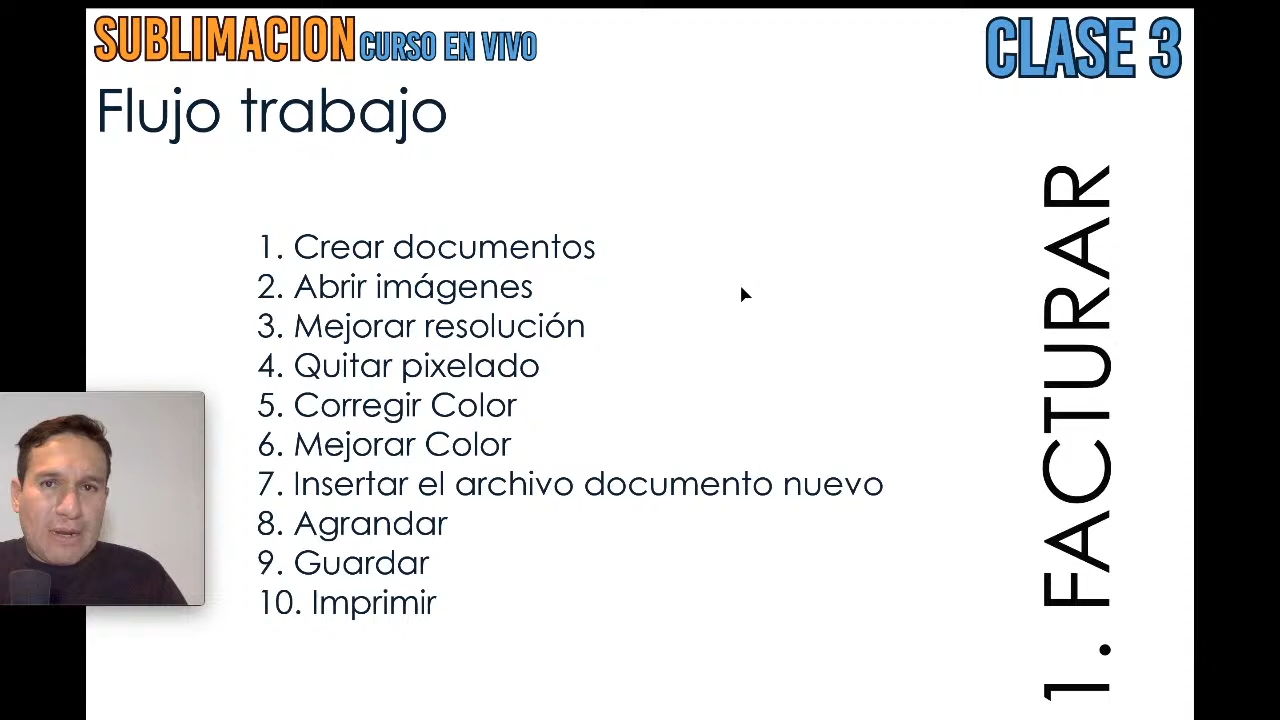 SUBLIMACION CURSO EN VIVO
CLASE 3
Flujo trabajo
1. Crear documentos
2. Abrir imágenes
3. Mejorar resolución
4. Quitar pixelado
5. Corregir Color
6. Mejorar Color
7. Insertar el archivo documento nuevo
8. Agrandar
9. Guardar
10. Imprimir
1. FACTURAR